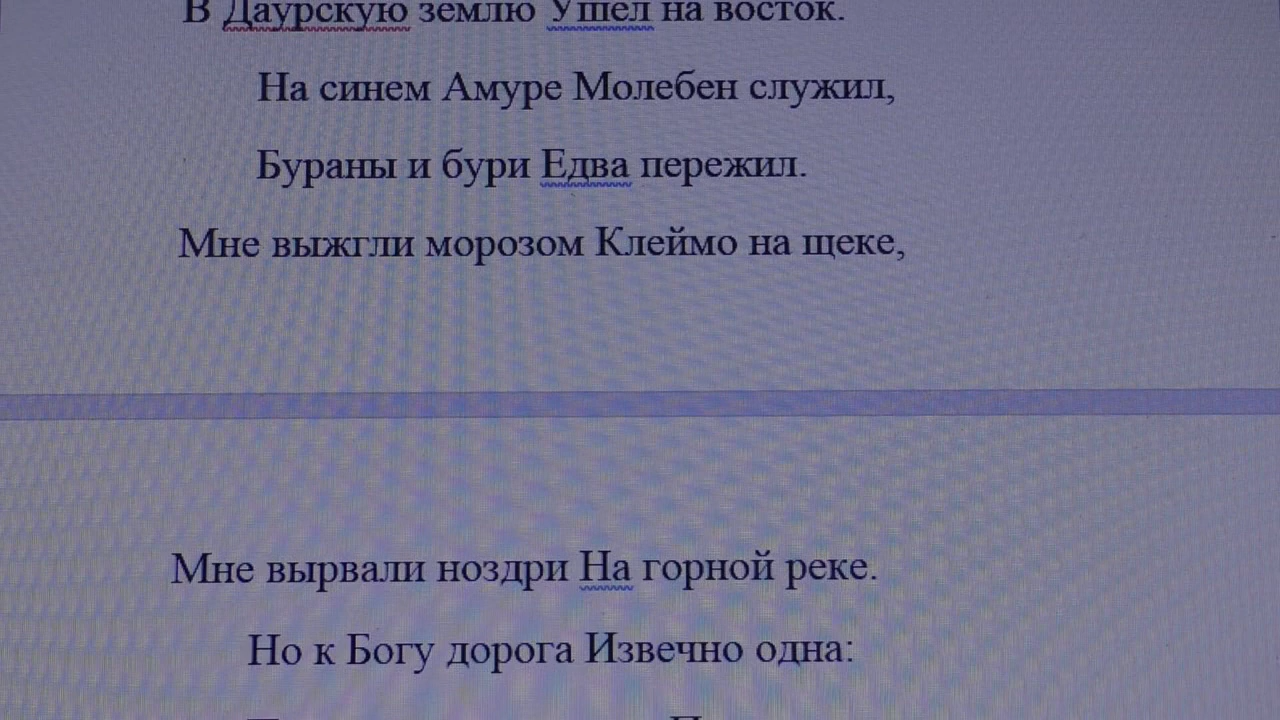 В Даурскую землю Ушел на восток.
На синем Амуре Молебен служил,
Бураны и бури Едва пережил.
Мне выжгли морозом Клеймо на щеке,
Мне вырвали ноздри На горной реке.
Но к Богу дорога Извечно одна: